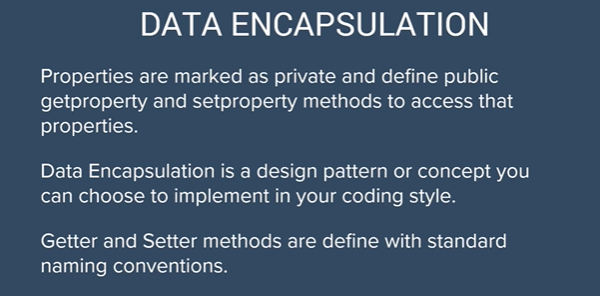 DATA ENCAPSULATION
Properties are marked as private and define public
getproperty and setproperty methods to access that
properties.
Data Encapsulation is a design pattern or concept you
can choose to implement in your coding style.
Getter and Setter methods are define with standard
naming conventions.